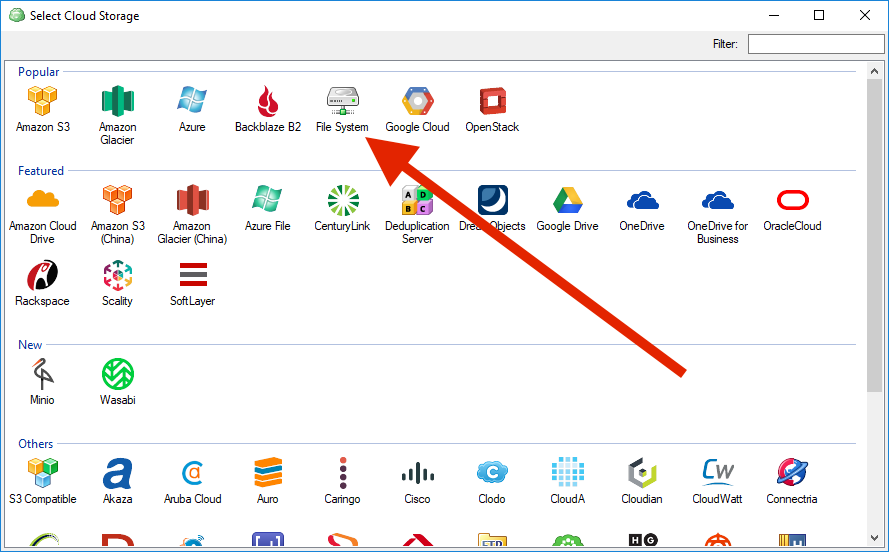 Select Cloud Storage
Filter:
Popular
Amazon S3
Amazon
Glacier
Azure
Backblaze B2
File System
Google Cloud
OpenStack
Featured
Amazon Cloud
Drive
Amazon S3
(China)
Amazon
Glacier (China)
Azure File
CenturyLink
A D
B C
Deduplication
Server
Objects
Google Drive
OneDrive
OneDrive for
Business
OracleCloud
Rackspace
Scality
SoftLayer
New
Minio
Wasabi
Others
S3 Compatible
Akaza
Aruba Cloud
Auro
Caringo
Cisco
Clodo
CloudA
Cloudian
CW
CloudWatt
Connectria
HG